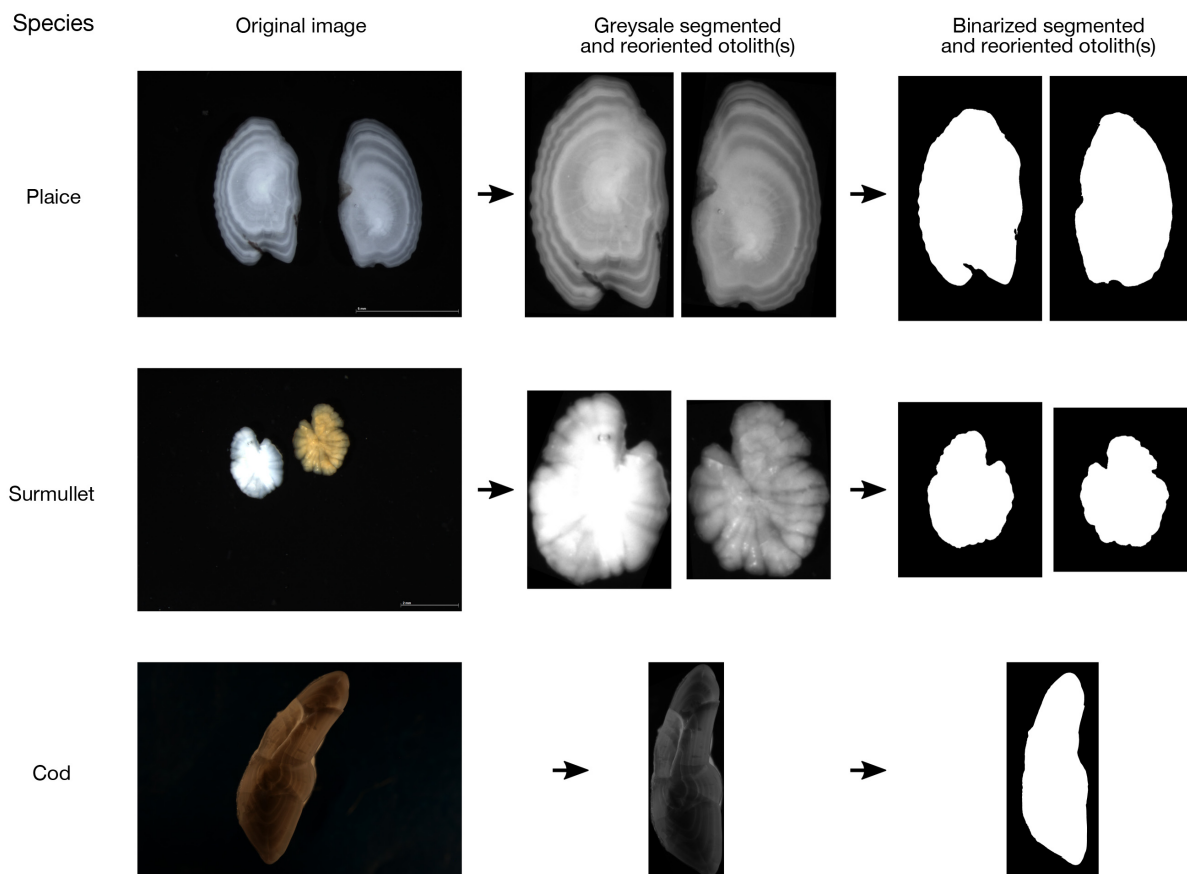 Species
Original image
Greysale segmented
and reoriented otolith(s)
Binarized segmented
and reoriented otolith(s)
Plaice
Surmullet
Cod